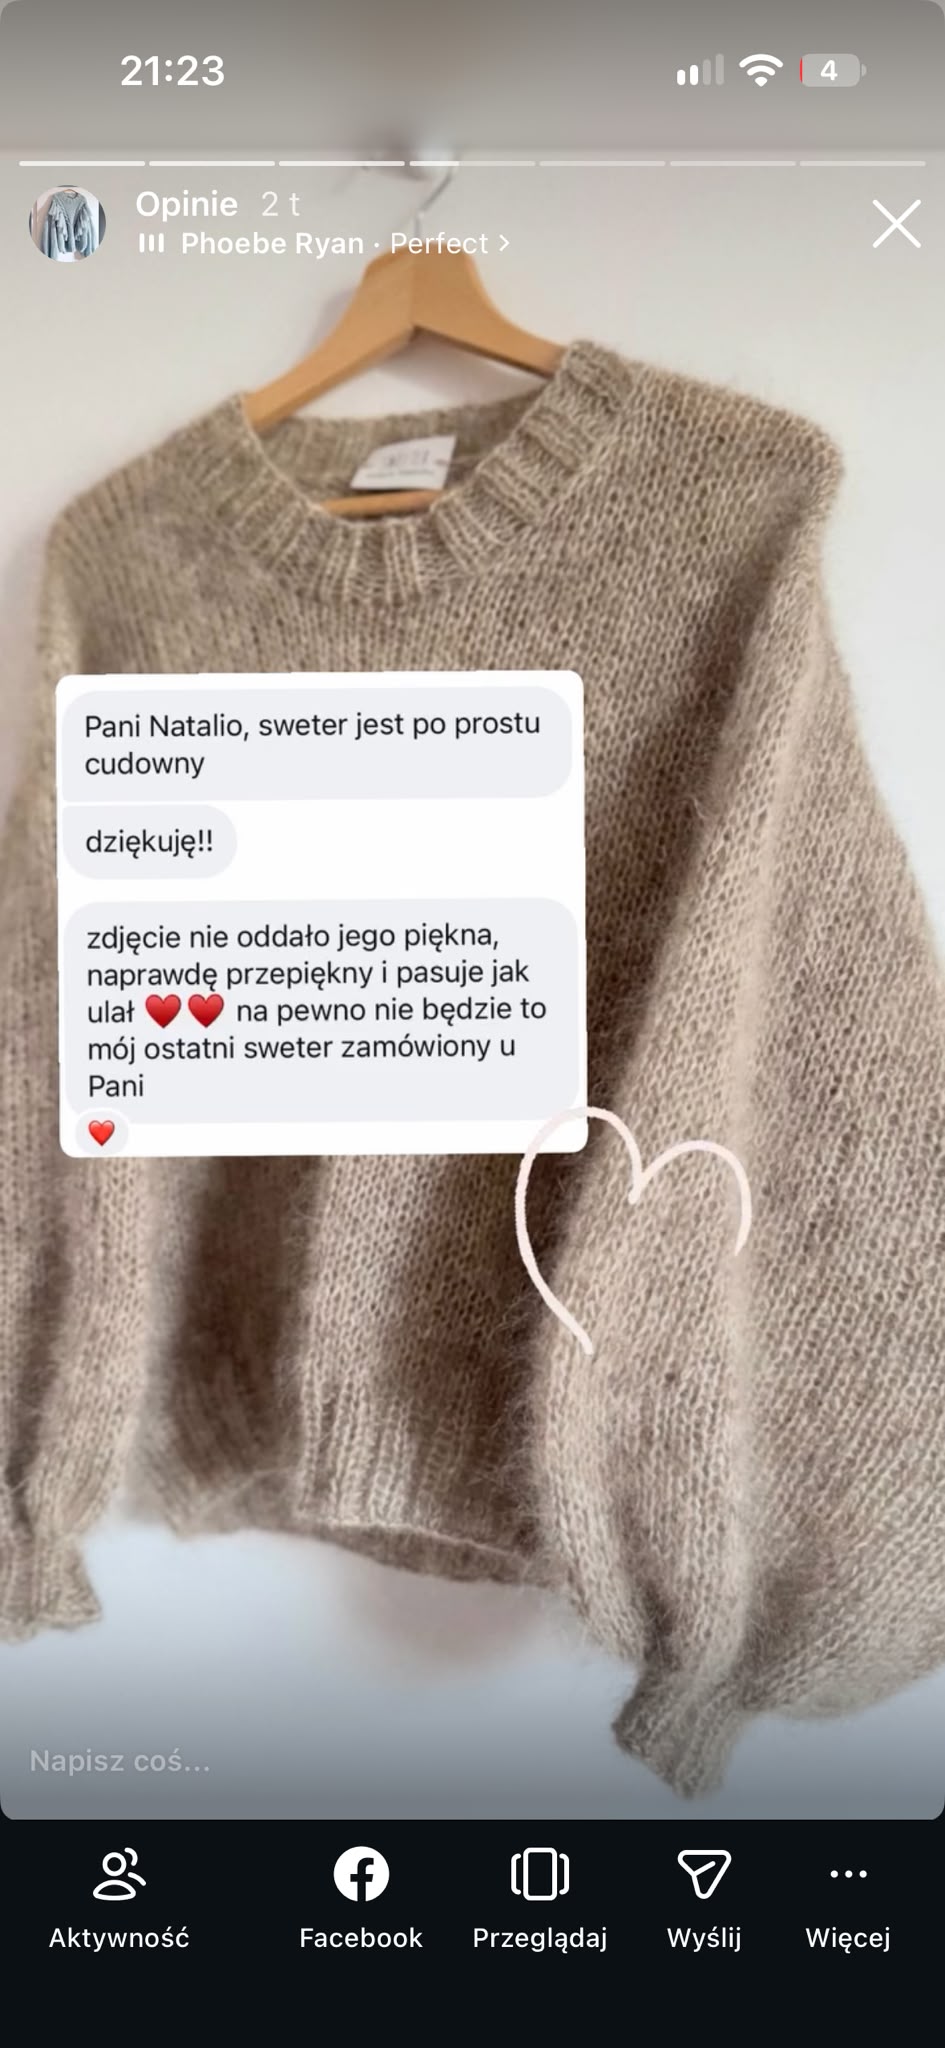 21:23
4
Opinie 2 t
Phoebe Ryan · Perfect >
Pani Natalio, sweter jest po prostu
cudowny
dziękuję!!
zdjęcie nie oddało jego piękna,
naprawdę przepiękny i pasuje jak
ulał ♥️♥️ na pewno nie będzie to
mój ostatni sweter zamówiony u
Pani
❤️
Napisz coś...
Aktywność
Facebook
Przeglądaj
Wyślij
Więcej